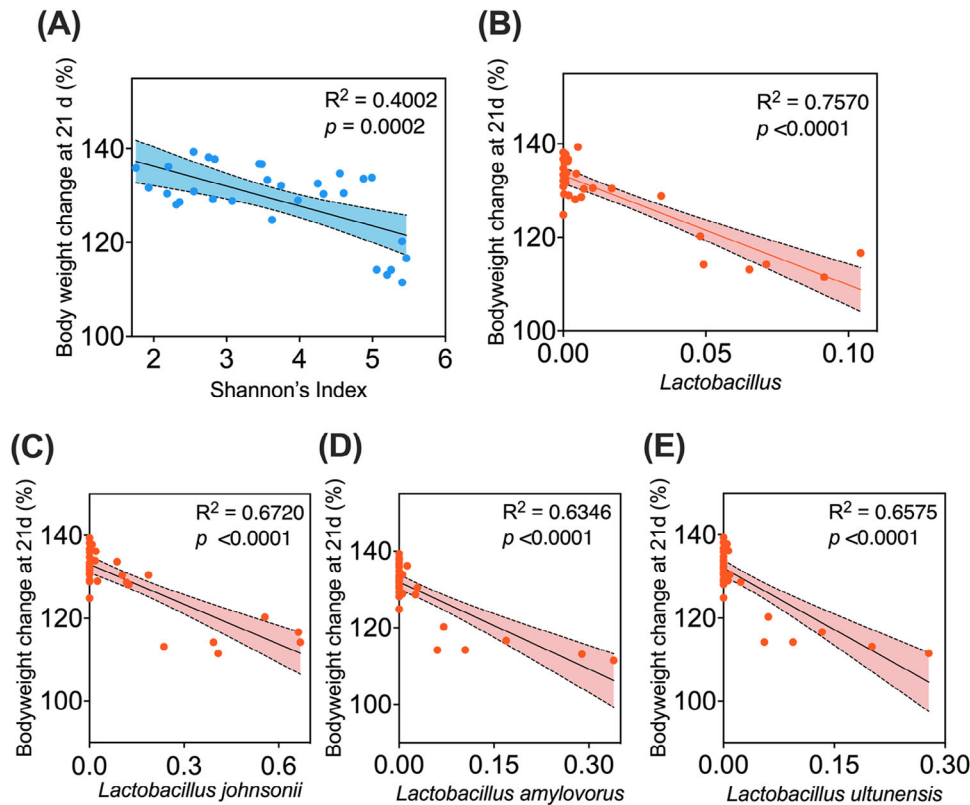 (A)
Body weight change at 21 d (%)
R² = 0.4002
p = 0.0002
140
120
100
2 3 4 5 6
Shannon's Index
(B)
Bodyweight change at 21d (%)
R² = 0.7570
p <0.0001
140
120
100
0.00 0.05 0.10
Lactobacillus
(C)
Bodyweight change at 21d (%)
R² = 0.6720
p <0.0001
140
120
100
0.0 0.3 0.6
Lactobacillus johnsonii
(D)
Bodyweight change at 21d (%)
R² = 0.6346
p <0.0001
140
120
100
0.00 0.15 0.30
Lactobacillus amylovorus
(E)
Bodyweight change at 21d (%)
R² = 0.6575
p <0.0001
140
120
100
0.00 0.15 0.30
Lactobacillus ultunensis